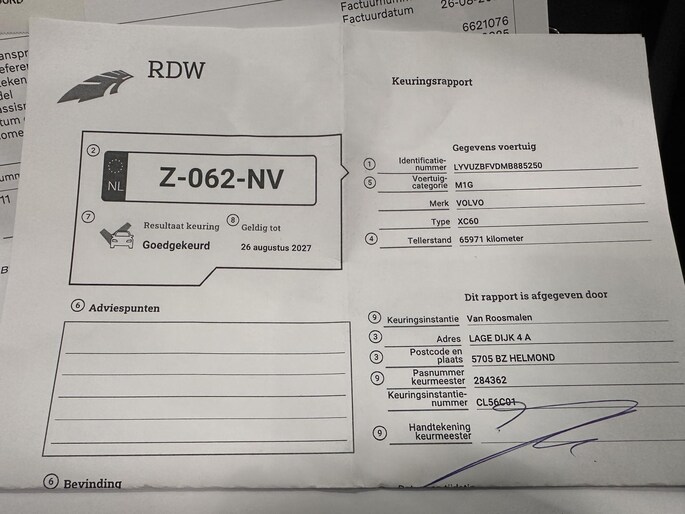 Factuurdatum
26-08-20
6621076
RDW
Keuringsrapport
2
NL
Z-062-NV
7
Resultaat keuring
Goedgekeurd
8
Geldig tot
26 augustus 2027
6 Adviespunten
6 Bevinding
Gegevens voertuig
1 Identificatie-
nummer LYVUZBFVDMB885250
5 Voertuig-
categorie M1G
Merk VOLVO
Type XC60
4 Tellerstand 65971 kilometer
Dit rapport is afgegeven door
9 Keuringsinstantie Van Roosmalen
3 Adres LAGE DIJK 4 A
3 Postcode en
plaats 5705 BZ HELMOND
9 Pasnummer
keurmeester 284362
Keuringsinstantie-
nummer CL56C01
9 Handtekening
keurmeester